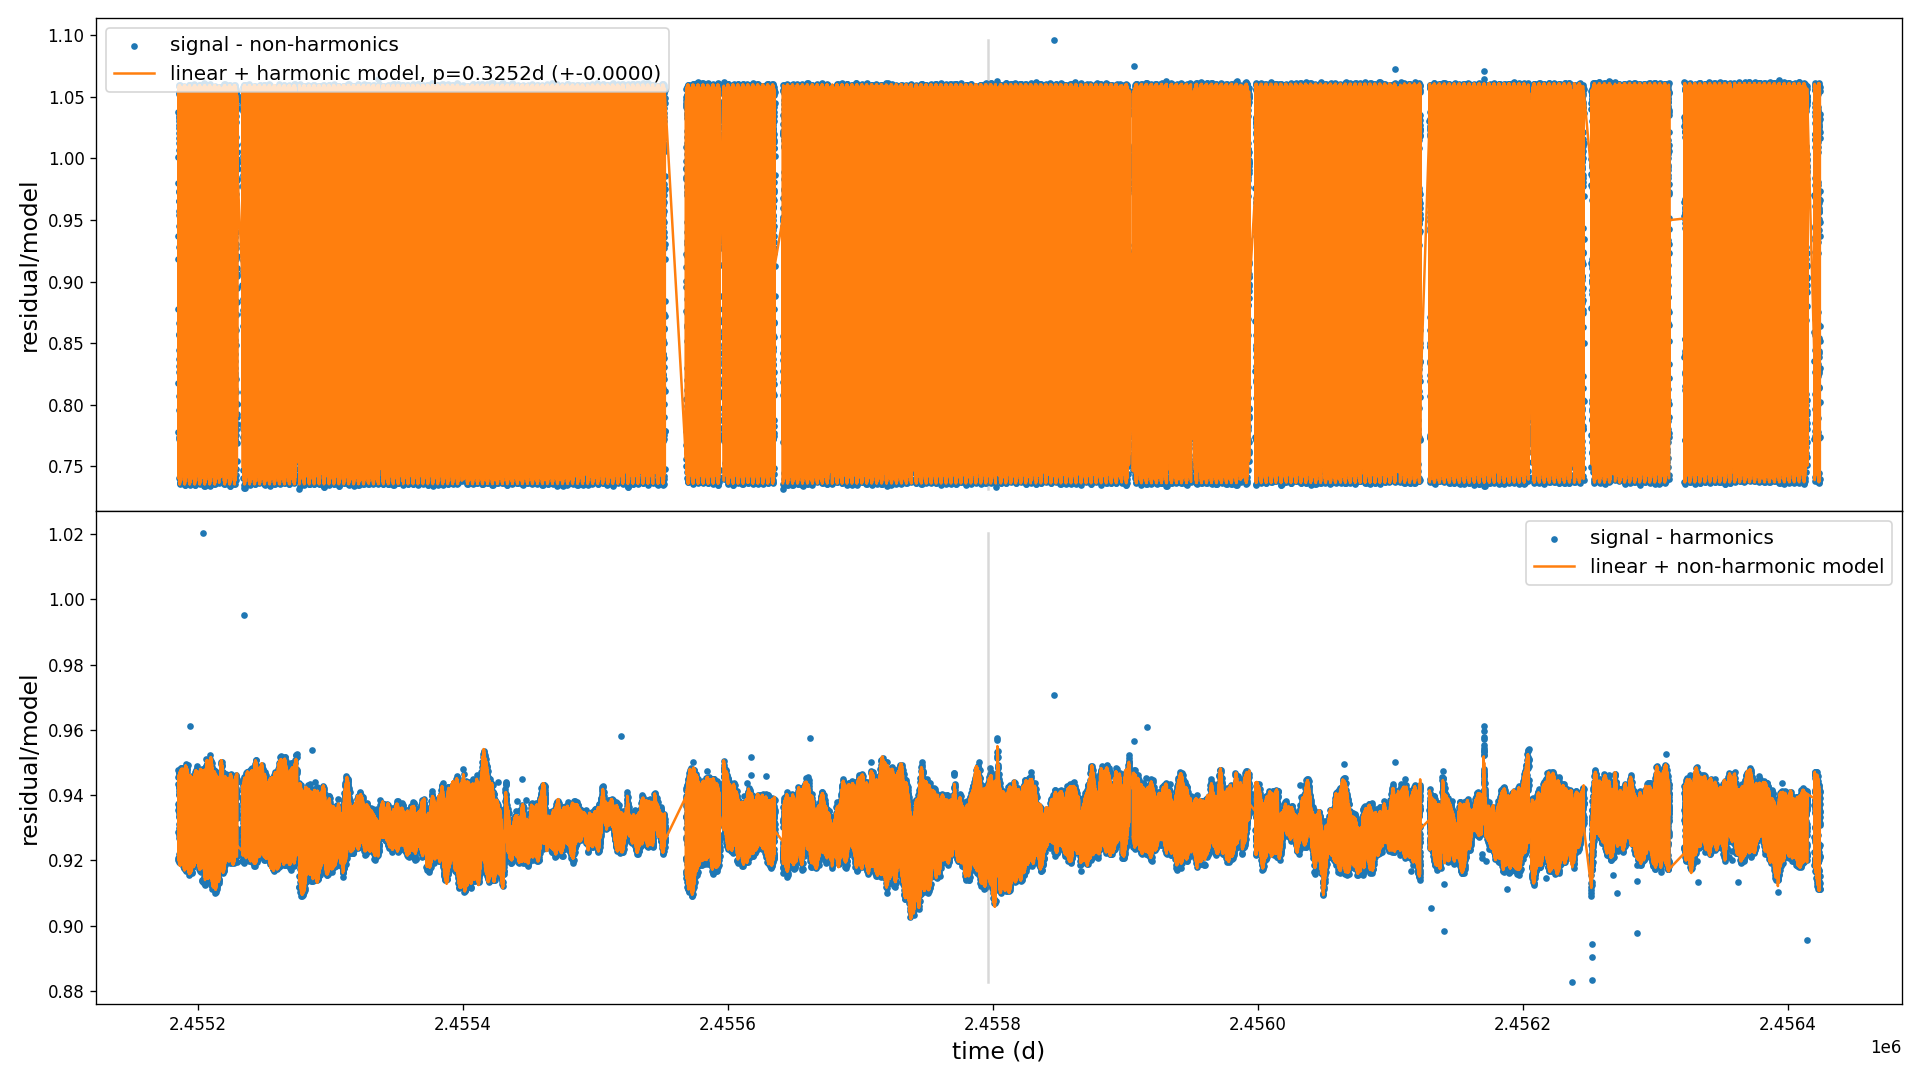 1.10
1.05
1.00
0.95
0.90
0.85
0.80
0.75
residual/model
signal - non-harmonics
linear + harmonic model, p=0.3252d (+-0.0000)
1.02
1.00
0.98
0.96
0.94
0.92
0.90
0.88
residual/model
signal - harmonics
linear + non-harmonic model
2.4552 2.4554 2.4556 2.4558 2.4560 2.4562 2.4564
time (d)
1e6